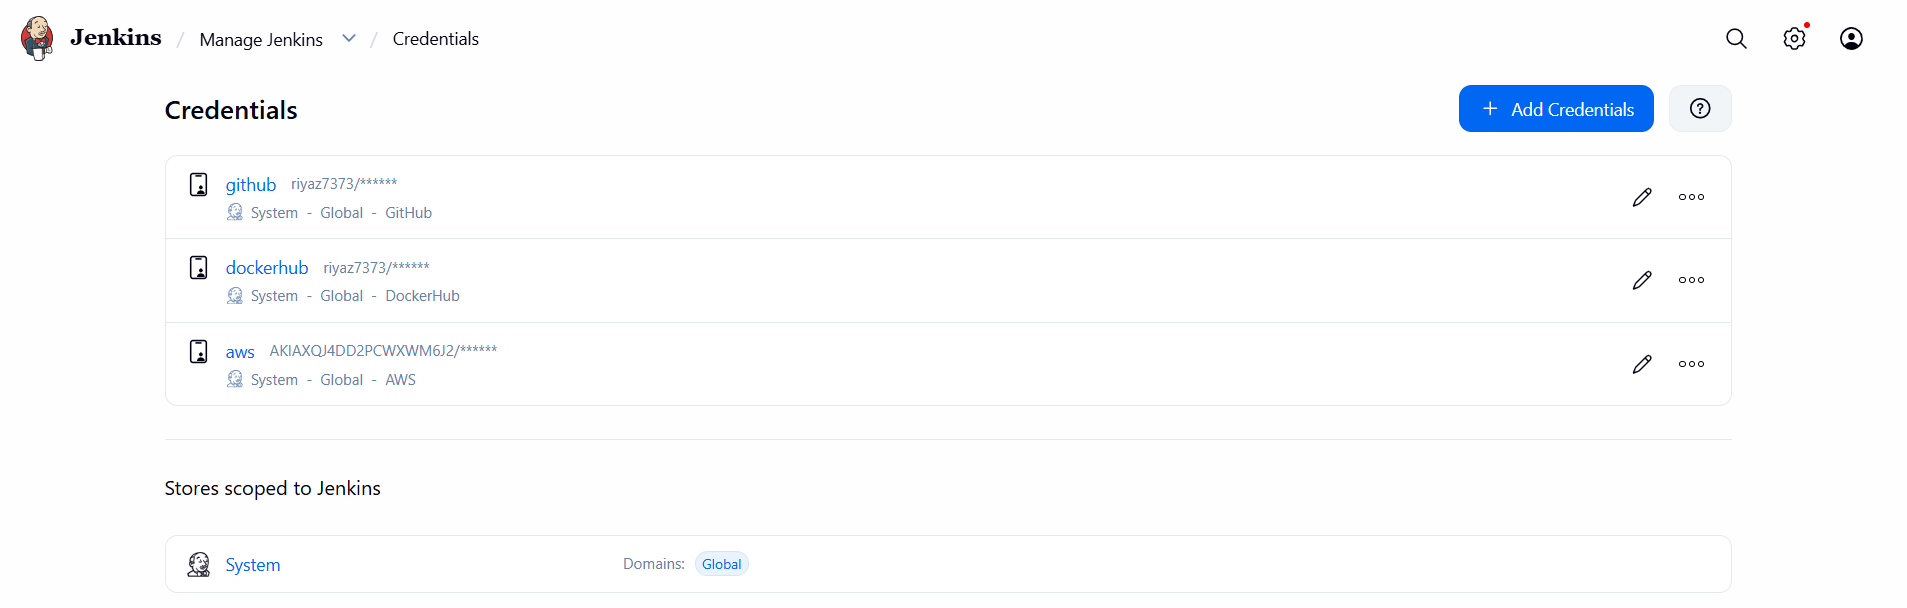 Jenkins / Manage Jenkins / Credentials
Credentials
+ Add Credentials
github riyaz7373/******
System - Global - GitHub
dockerhub riyaz7373/******
System - Global - DockerHub
aws AKIAXQJ4DD2PCWXWM6J2/******
System - Global - AWS
Stores scoped to Jenkins
System Domains: Global